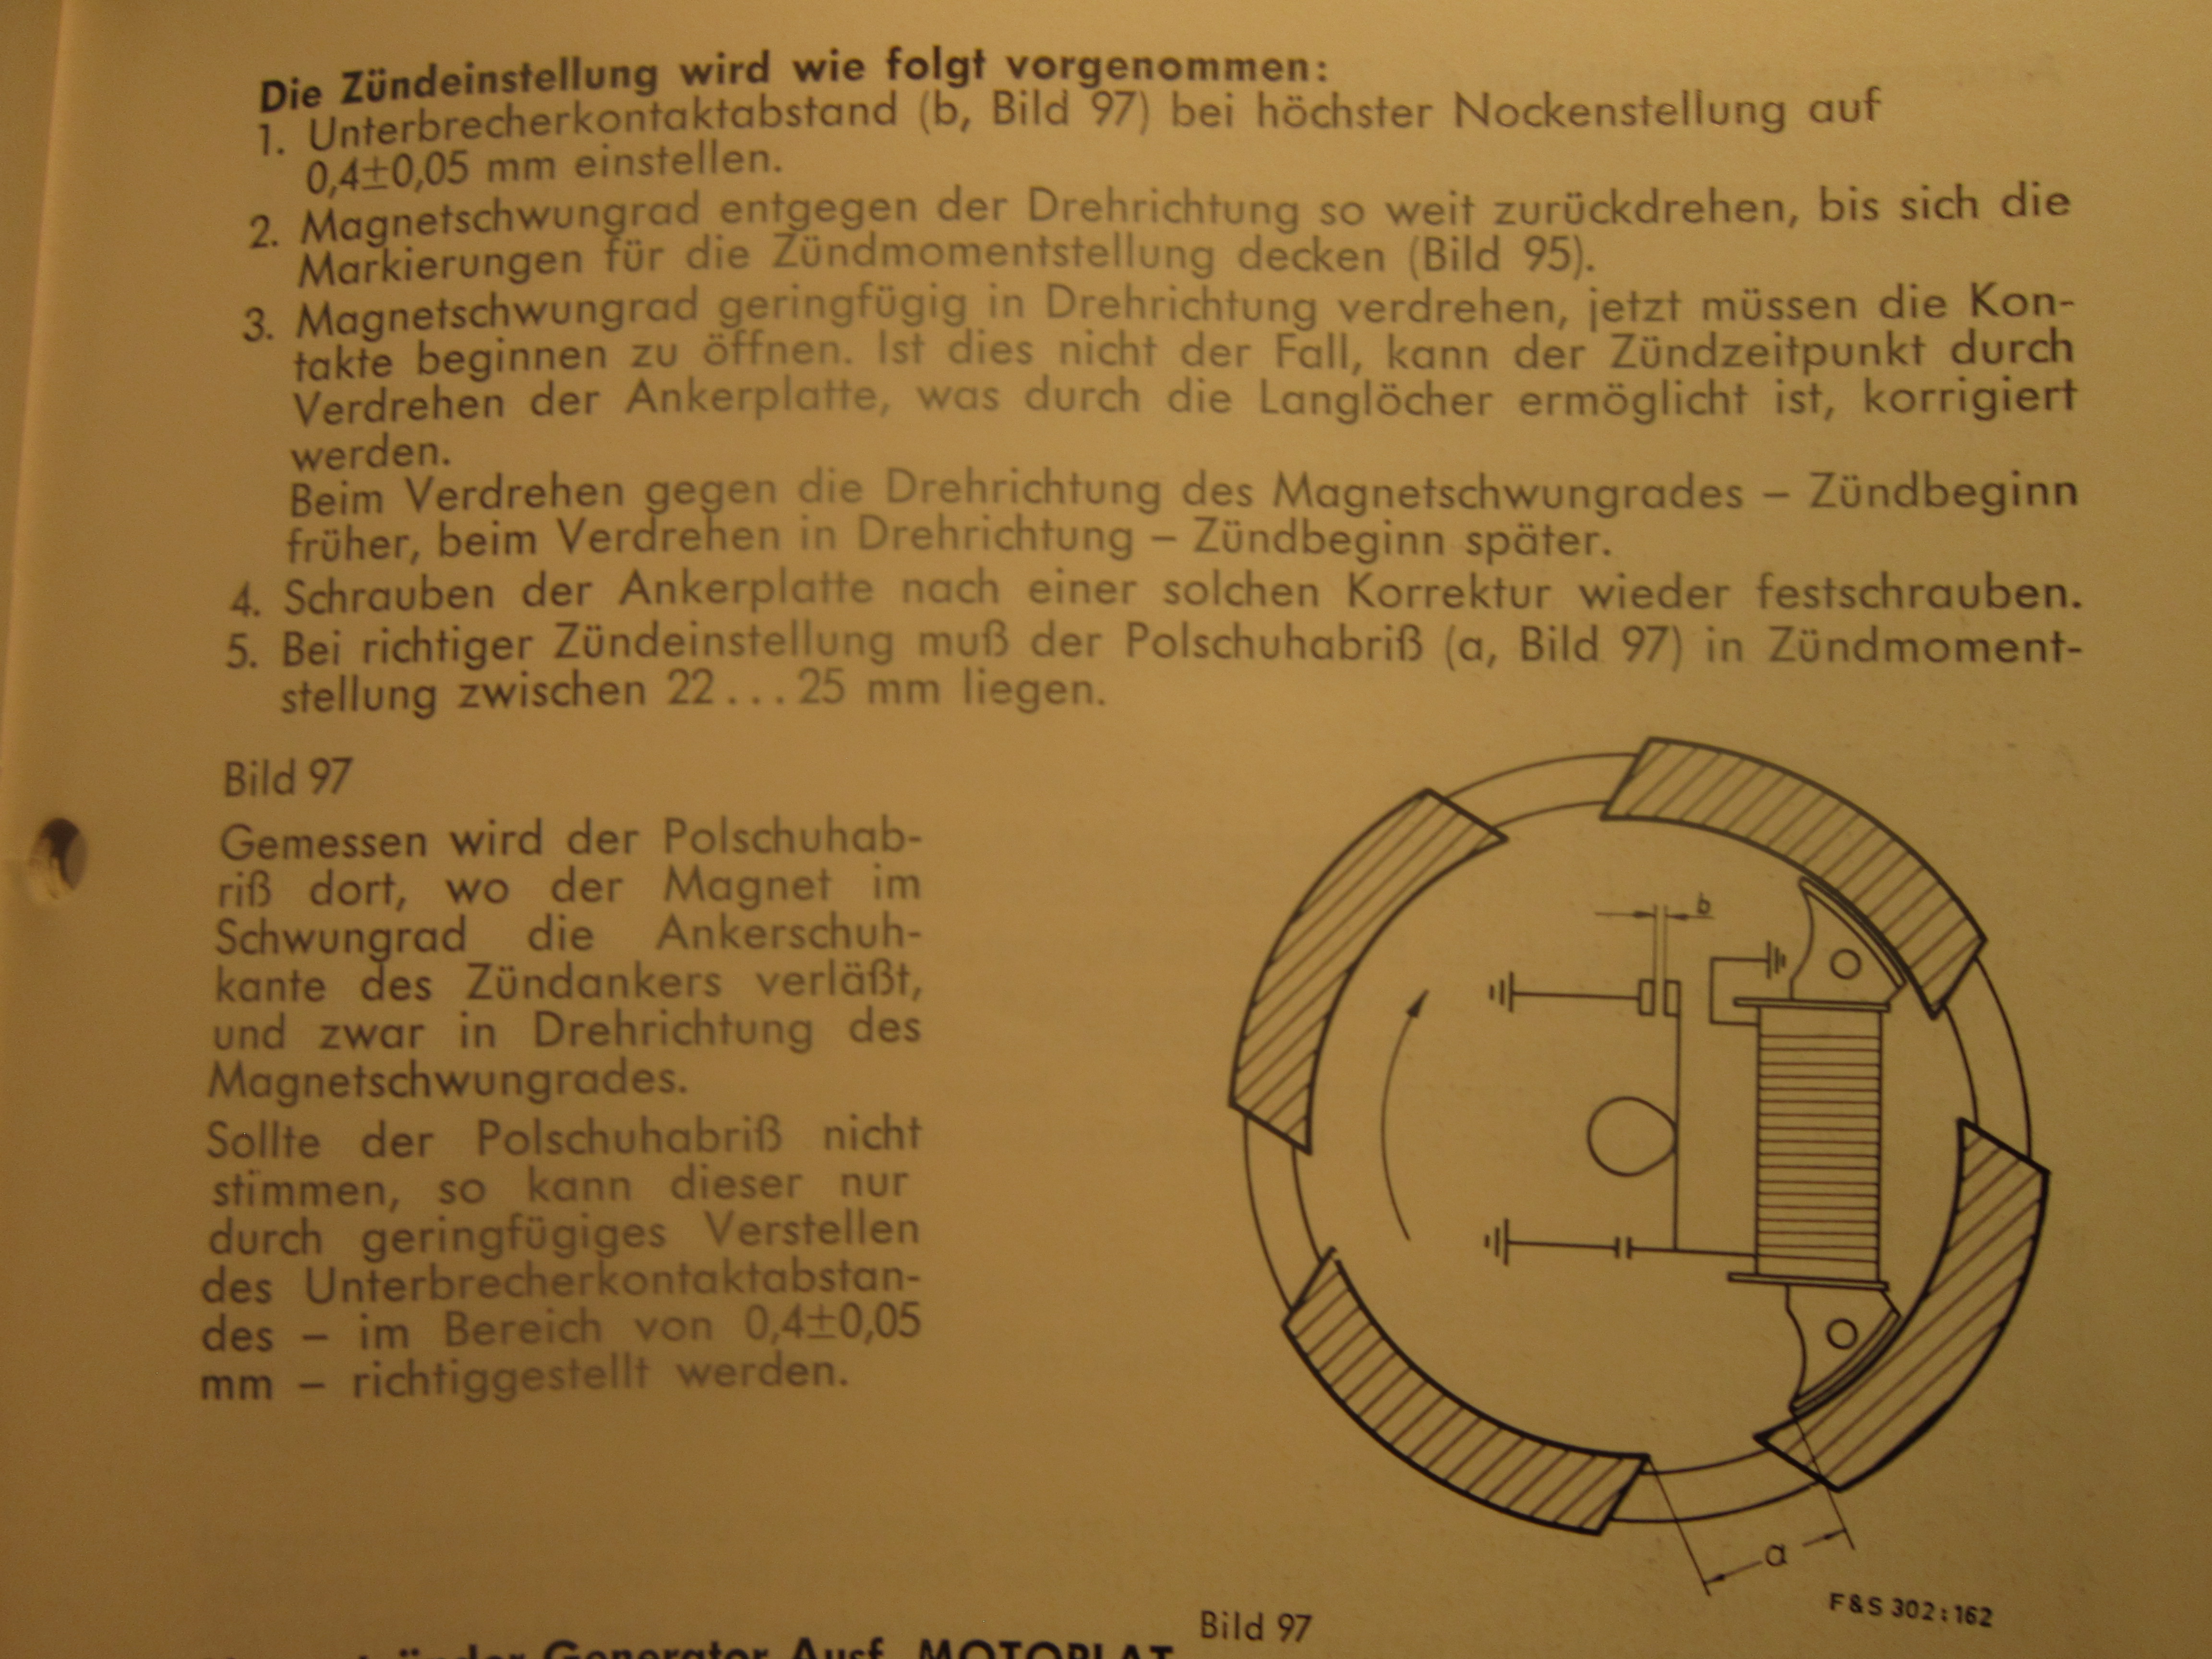 Die Zündeinstellung wird wie folgt vorgenommen:
1. Unterbrecherkontaktabstand (b, Bild 97) bei höchster Nockenstellung auf
0,4±0,05 mm einstellen.
2. Magnetschwungrad entgegen der Drehrichtung so weit zurückdrehen, bis sich die
Markierungen für die Zündmomentstellung decken (Bild 95).
3. Magnetschwungrad geringfügig in Drehrichtung verdrehen, jetzt müssen die Kon-
takte beginnen zu öffnen. Ist dies nicht der Fall, kann der Zündzeitpunkt durch
Verdrehen der Ankerplatte, was durch die Langlöcher ermöglicht ist, korrigiert
werden.
Beim Verdrehen gegen die Drehrichtung des Magnetschwungrades – Zündbeginn
früher, beim Verdrehen in Drehrichtung – Zündbeginn später.
4. Schrauben der Ankerplatte nach einer solchen Korrektur wieder festschrauben.
5. Bei richtiger Zündeinstellung muß der Polschuhabriß (a, Bild 97) in Zündmoment-
stellung zwischen 22...25 mm liegen.
Bild 97
Gemessen wird der Polschuhab-
riß dort, wo der Magnet im
Schwungrad die Ankerschuh-
kante des Zündankers verläßt,
und zwar in Drehrichtung des
Magnetschwungrades.
Sollte der Polschuhabriß nicht
stimmen, so kann dieser nur
durch geringfügiges Verstellen
des Unterbrecherkontaktabstan-
des – im Bereich von 0,4±0,05
mm – richtiggestellt werden.
b
a
F&S 302:162
Bild 97
Generator Ausf. MOTOPLAT